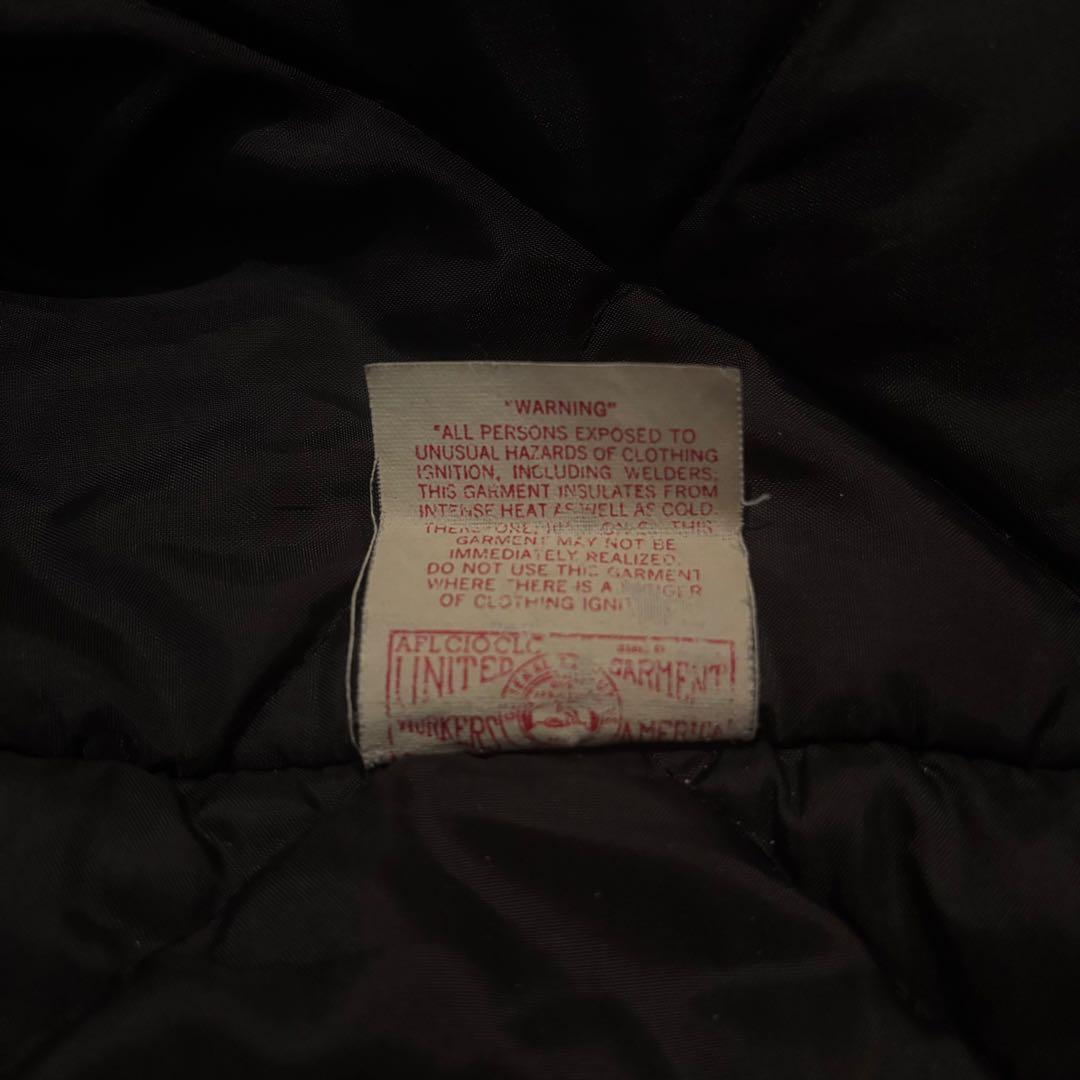 "WARNING"
"ALL PERSONS EXPOSED TO
UNUSUAL HAZARDS OF CLOTHING
IGNITION, INCLUDING WELDERS.
THIS GARMENT INSULATES FROM
INTENSE HEAT AS WELL AS COLD.
THIS
GARMENT MAY NOT BE
IMMEDIATELY REALIZED.
DO NOT USE THIS GARMENT
WHERE THERE IS A
OF CLOTHING IGNI
AFL CIO CLC
UNITED GARMENT
WORKERS AMERICA